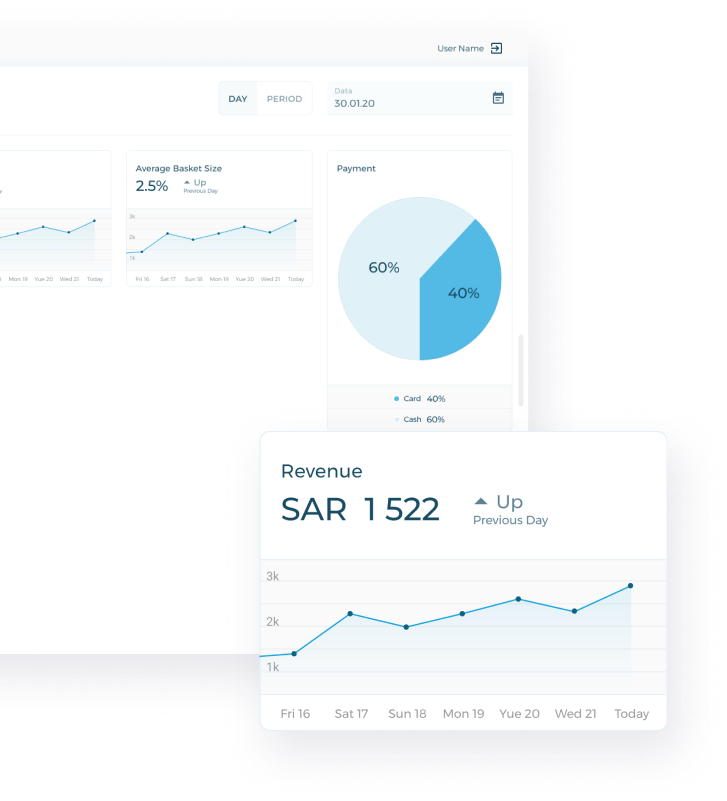 User Name
DAY PERIOD
Data
30.01.20
Average Basket Size
2.5% Up
Previous Day
3k
2k
1k
Mon 19 Yue 20 Wed 21 Today
Fri 16 Sat 17 Sun 18 Mon 19 Yue 20 Wed 21 Today
Payment
60%
40%
Card 40%
Cash 60%
Revenue
SAR 1 522 Up
Previous Day
3k
2k
1k
Fri 16 Sat 17 Sun 18 Mon 19 Yue 20 Wed 21 Today